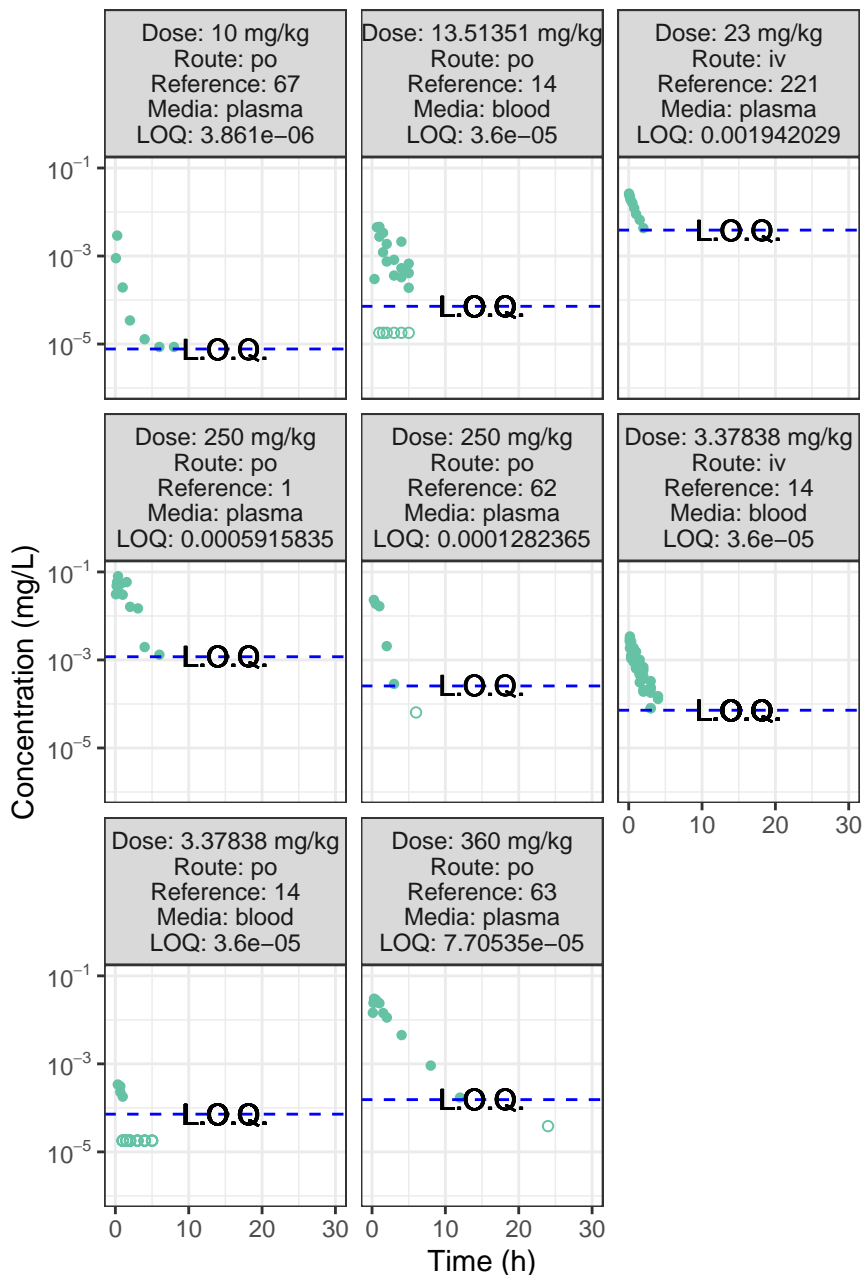 Dose: 10 mg/kg
Route: po
Reference: 67
Media: plasma
LOQ: 3.861e−06
Dose: 13.51351 mg/kg
Route: po
Reference: 14
Media: blood
LOQ: 3.6e−05
Dose: 23 mg/kg
Route: iv
Reference: 221
Media: plasma
LOQ: 0.001942029
10⁻¹
10⁻³
10⁻⁵
L.O.Q.
L.O.Q.
L.O.Q.
Dose: 250 mg/kg
Route: po
Reference: 1
Media: plasma
LOQ: 0.0005915835
Dose: 250 mg/kg
Route: po
Reference: 62
Media: plasma
LOQ: 0.0001282365
Dose: 3.37838 mg/kg
Route: iv
Reference: 14
Media: blood
LOQ: 3.6e−05
Concentration (mg/L)
10⁻¹
10⁻³
10⁻⁵
L.O.Q.
L.O.Q.
L.O.Q.
0 10 20 30
Dose: 3.37838 mg/kg
Route: po
Reference: 14
Media: blood
LOQ: 3.6e−05
Dose: 360 mg/kg
Route: po
Reference: 63
Media: plasma
LOQ: 7.70535e−05
10⁻¹
10⁻³
10⁻⁵
L.O.Q.
L.O.Q.
0 10 20 30
0 10 20 30
Time (h)